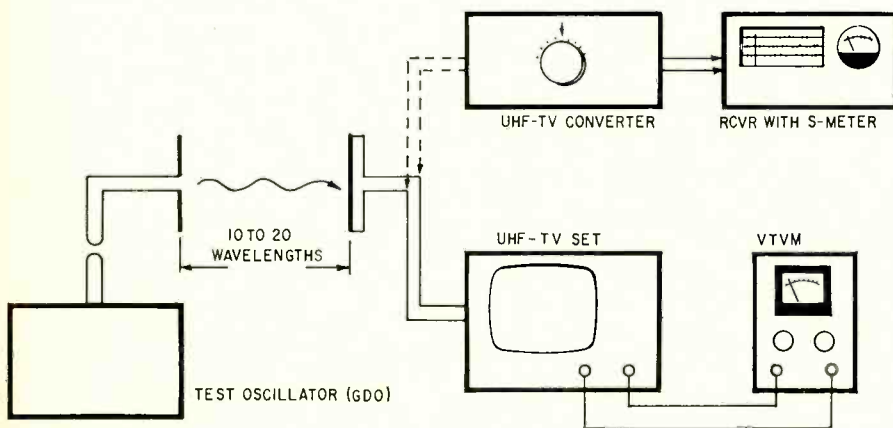 UHF-TV CONVERTER
RCVR WITH S-METER
10 TO 20
WAVELENGTHS
UHF-TV SET
VTVM
TEST OSCILLATOR (GDO)